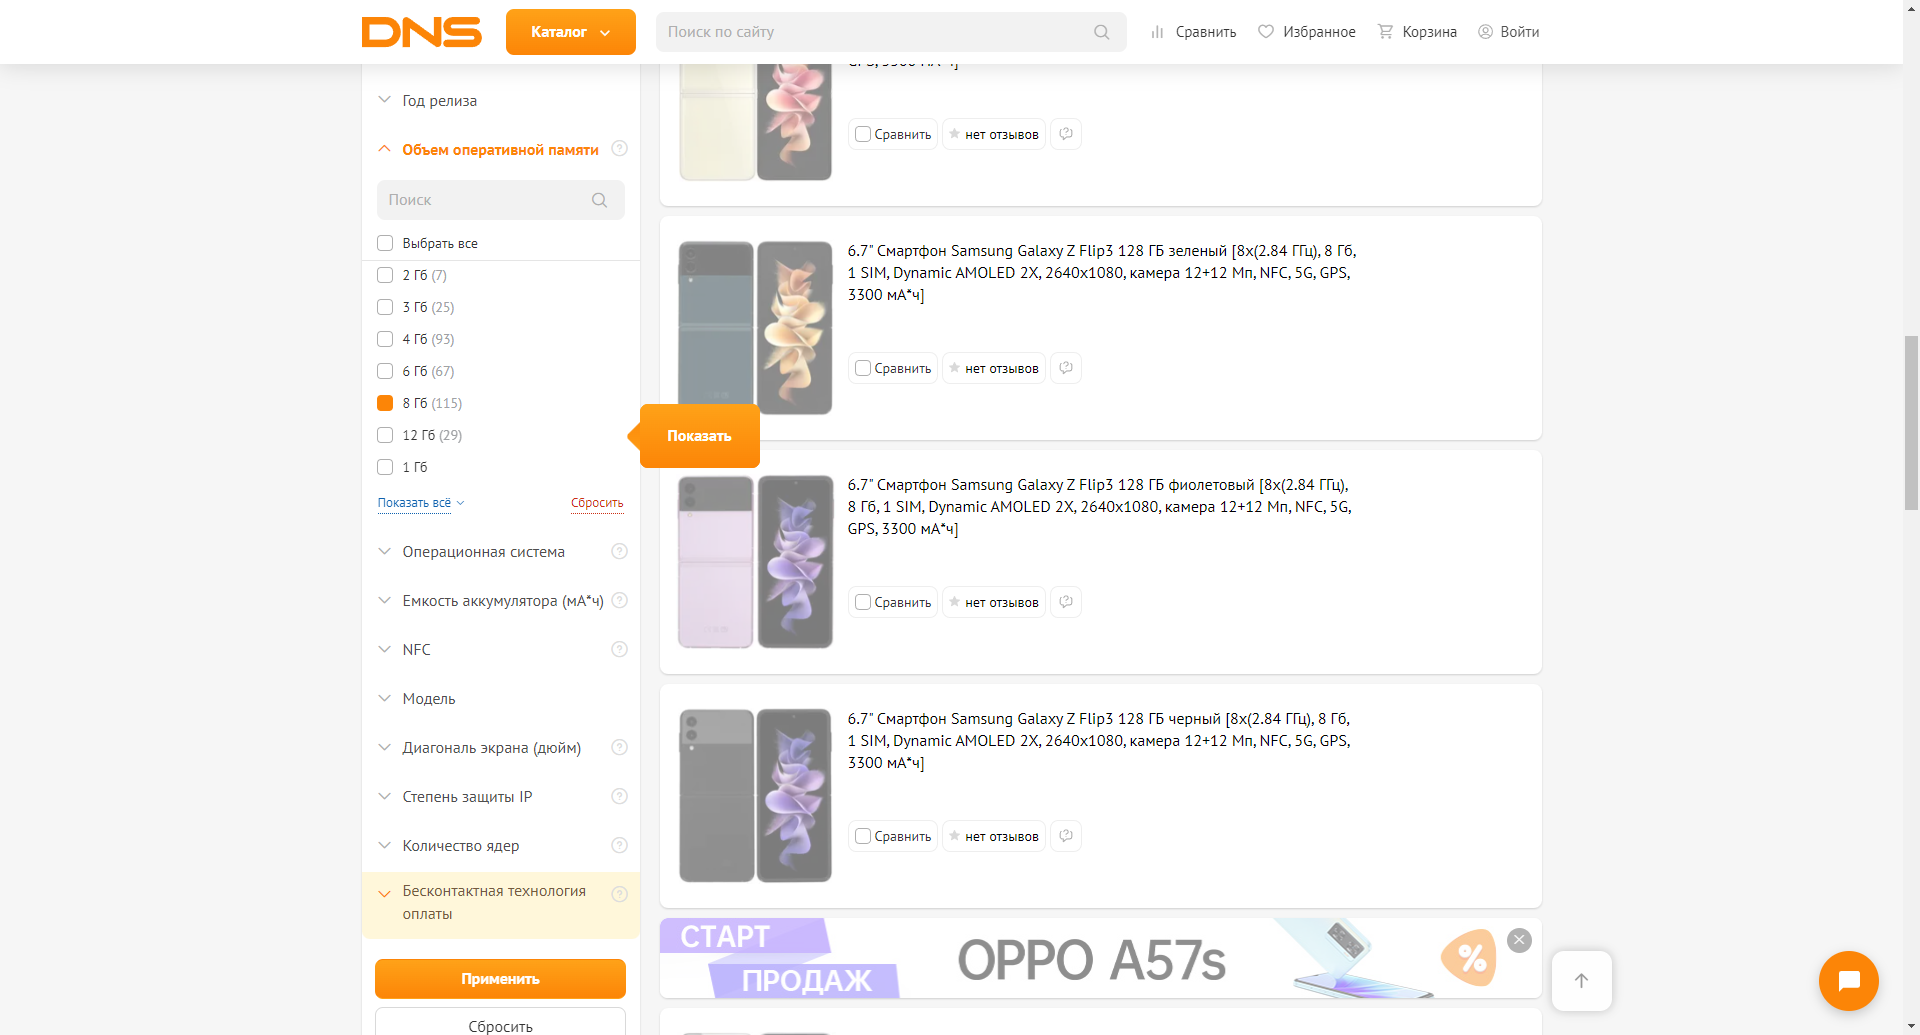 DNS
Каталог
Поиск по сайту
Сравнить
Избранное
Корзина
Войти
Год релиза
Объем оперативной памяти
Поиск
Выбрать все
2 Гб (7)
3 Гб (25)
4 Гб (93)
6 Гб (67)
8 Гб (115)
12 Гб (29)
1 Гб
Показать всё
Сбросить
Операционная система
Емкость аккумулятора (мА*ч)
NFC
Модель
Диагональ экрана (дюйм)
Степень защиты IP
Количество ядер
Бесконтактная технология
оплаты
Применить
Сбросить
Показать
GPS, 3300 мА*ч]
Сравнить
нет отзывов
6.7" Смартфон Samsung Galaxy Z Flip3 128 ГБ зеленый [8x(2.84 ГГц), 8 Гб,
1 SIM, Dynamic AMOLED 2X, 2640x1080, камера 12+12 Мп, NFC, 5G, GPS,
3300 мА*ч]
Сравнить
нет отзывов
6.7" Смартфон Samsung Galaxy Z Flip3 128 ГБ фиолетовый [8x(2.84 ГГц),
8 Гб, 1 SIM, Dynamic AMOLED 2X, 2640x1080, камера 12+12 Мп, NFC, 5G,
GPS, 3300 мА*ч]
Сравнить
нет отзывов
6.7" Смартфон Samsung Galaxy Z Flip3 128 ГБ черный [8x(2.84 ГГц), 8 Гб,
1 SIM, Dynamic AMOLED 2X, 2640x1080, камера 12+12 Мп, NFC, 5G, GPS,
3300 мА*ч]
Сравнить
нет отзывов
СТАРТ
ПРОДАЖ
OPPO A57s
%